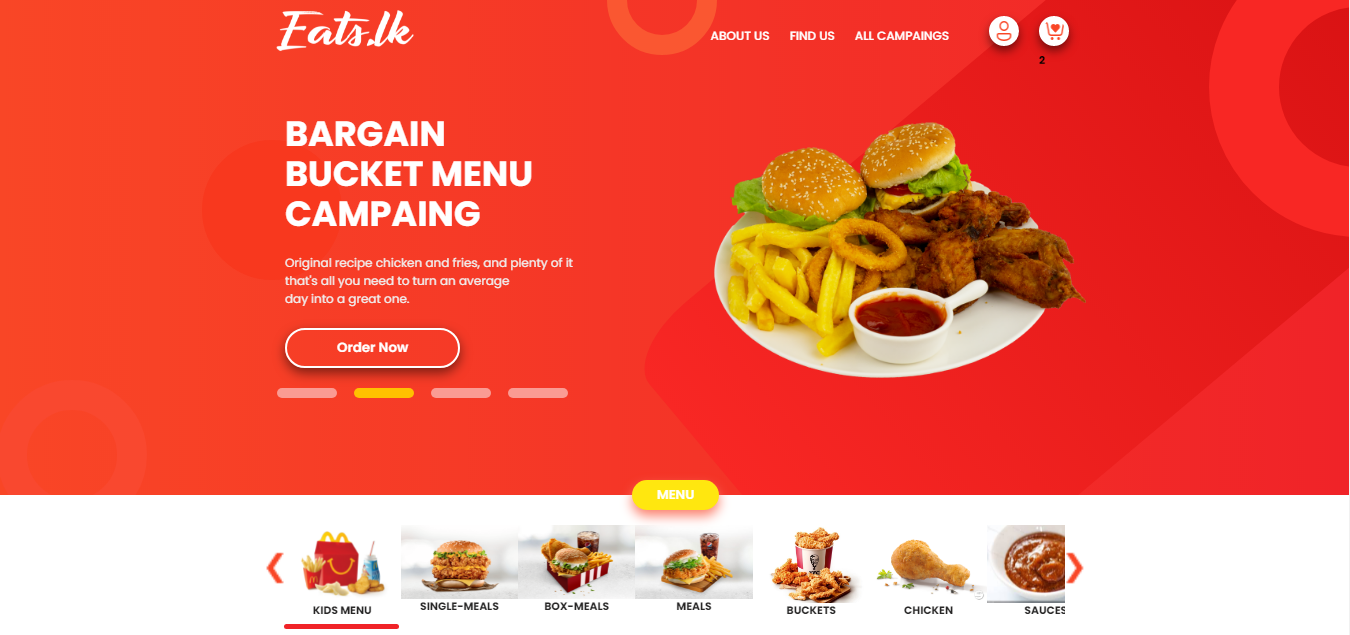 Eats.lk
ABOUT US FIND US ALL CAMPAINGS
2
BARGAIN
BUCKET MENU
CAMPAING
Original recipe chicken and fries, and plenty of it
that's all you need to turn an average
day into a great one.
Order Now
MENU
KFC
KIDS MENU SINGLE-MEALS BOX-MEALS MEALS BUCKETS CHICKEN SAUCES